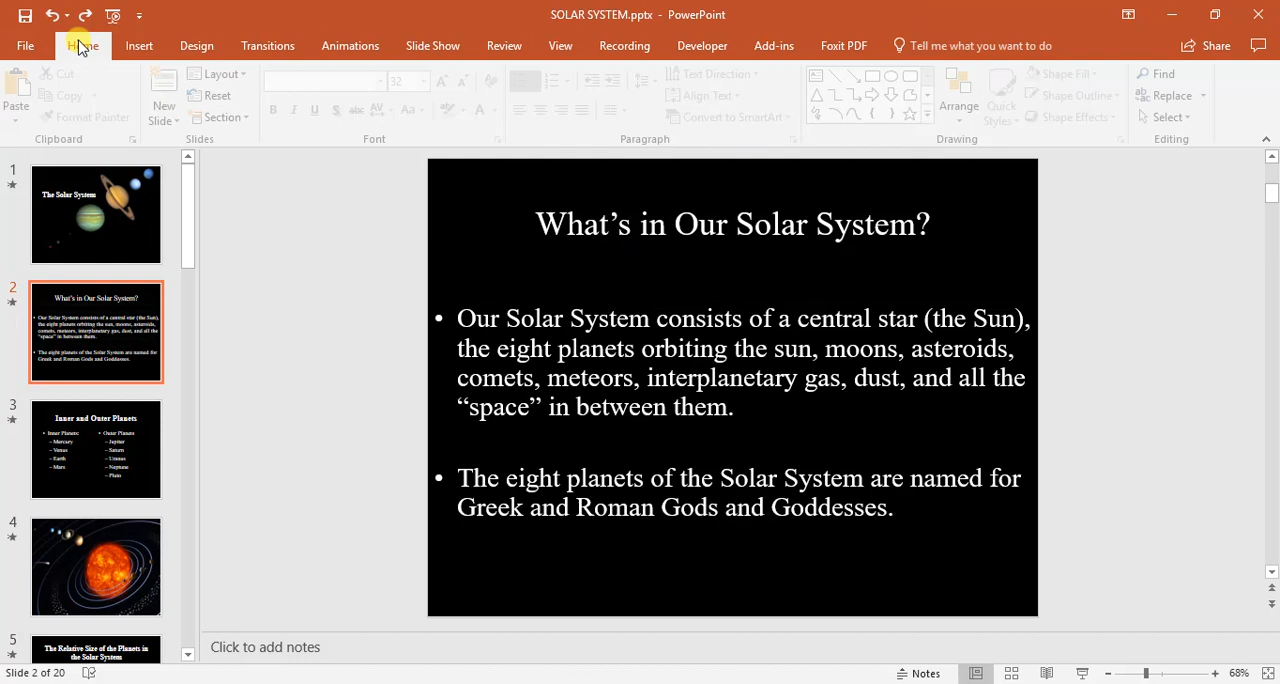 SOLAR SYSTEM.pptx - PowerPoint
File Home Insert Design Transitions Animations Slide Show Review View Recording Developer Add-ins Foxit PDF Tell me what you want to do Share
Paste
Cut
Copy
Format Painter
Clipboard
New
Slide
Layout
Reset
Section
Slides
32
B I U S abc AV Aa A
Font
Text Direction
Align Text
Convert to SmartArt
Paragraph
Arrange
Quick
Styles
Shape Fill
Shape Outline
Shape Effects
Drawing
Find
Replace
Select
Editing
1
The Solar System
2
What's in Our Solar System?
• Our Solar System consists of a central star (the Sun),
the eight planets orbiting the sun, moons, asteroids,
comets, meteors, interplanetary gas, dust, and all the
“space” in between them.
• The eight planets of the Solar System are named for
Greek and Roman Gods and Goddesses.
3
Inner and Outer Planets
• Inner Planets:
– Mercury
– Venus
– Earth
– Mars
• Outer Planets
– Jupiter
– Saturn
– Uranus
– Neptune
– Pluto
4
5
The Relative Size of the Planets in
the Solar System
What’s in Our Solar System?
• Our Solar System consists of a central star (the Sun),
the eight planets orbiting the sun, moons, asteroids,
comets, meteors, interplanetary gas, dust, and all the
“space” in between them.
• The eight planets of the Solar System are named for
Greek and Roman Gods and Goddesses.
Click to add notes
Slide 2 of 20
Notes
68%